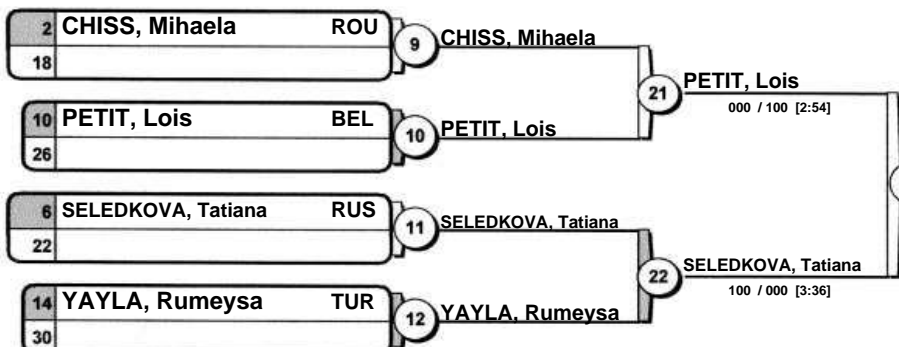 2 CHISS, Mihaela ROU
18
9 CHISS, Mihaela
10 PETIT, Lois BEL
26
10 PETIT, Lois
21 PETIT, Lois
000 / 100 [2:54]
6 SELEDKOVA, Tatiana RUS
22
11 SELEDKOVA, Tatiana
14 YAYLA, Rumeysa TUR
30
12 YAYLA, Rumeysa
22 SELEDKOVA, Tatiana
100 / 000 [3:36]